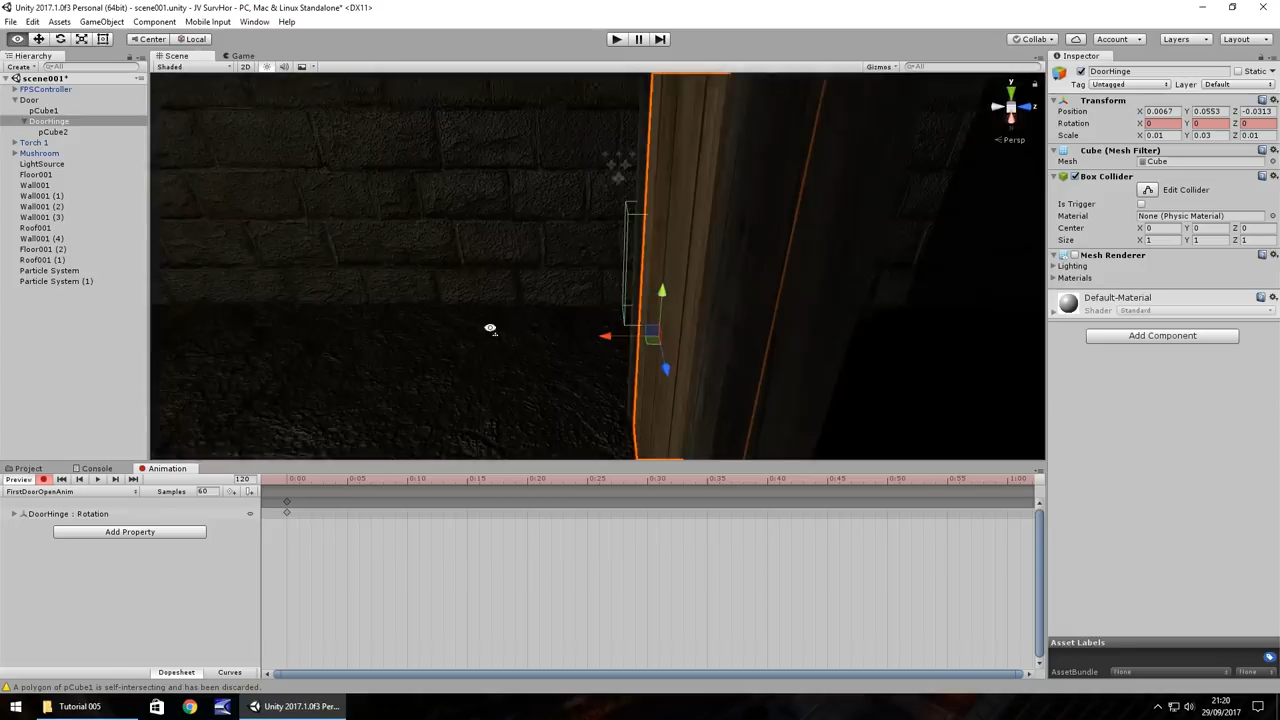 Unity 2017.1.0f3 Personal (64bit) - scene001.unity - JV SurvHor - PC, Mac & Linux Standalone* <DX11>
File Edit Assets GameObject Component Mobile Input Window Help
Center Local Collab Account Layers Layout
Hierarchy Scene Game Inspector
Create All Shaded 2D Gizmos All DoorHinge Static
scene001* Tag Untagged Layer Default
FPSController
Door
pCube1
DoorHinge
pCube2
Torch 1
Mushroom
LightSource
Floor001
Wall001
Wall001 (1)
Wall001 (2)
Wall001 (3)
Roof001
Wall001 (4)
Floor001 (2)
Roof001 (1)
Particle System
Particle System (1)
y
z
Persp
Transform
Position X 0.0067 Y 0.0553 Z -0.0313
Rotation X 0 Y 0 Z 0
Scale X 0.01 Y 0.03 Z 0.01
Cube (Mesh Filter)
Mesh Cube
Box Collider
Edit Collider
Is Trigger
Material None (Physic Material)
Center X 0 Y 0 Z 0
Size X 1 Y 1 Z 1
Mesh Renderer
Lighting
Materials
Default-Material
Shader Standard
Add Component
Project Console Animation
Preview 120 0:00 0:05 0:10 0:15 0:20 0:25 0:30 0:35 0:40 0:45 0:50 0:55 1:00
FirstDoorOpenAnim Samples 60
DoorHinge : Rotation
Add Property
Dopesheet Curves
Asset Labels
AssetBundle None None
A polygon of pCube1 is self-intersecting and has been discarded.
Tutorial 005 Unity 2017.1.0f3 Per... 21:20
29/09/2017